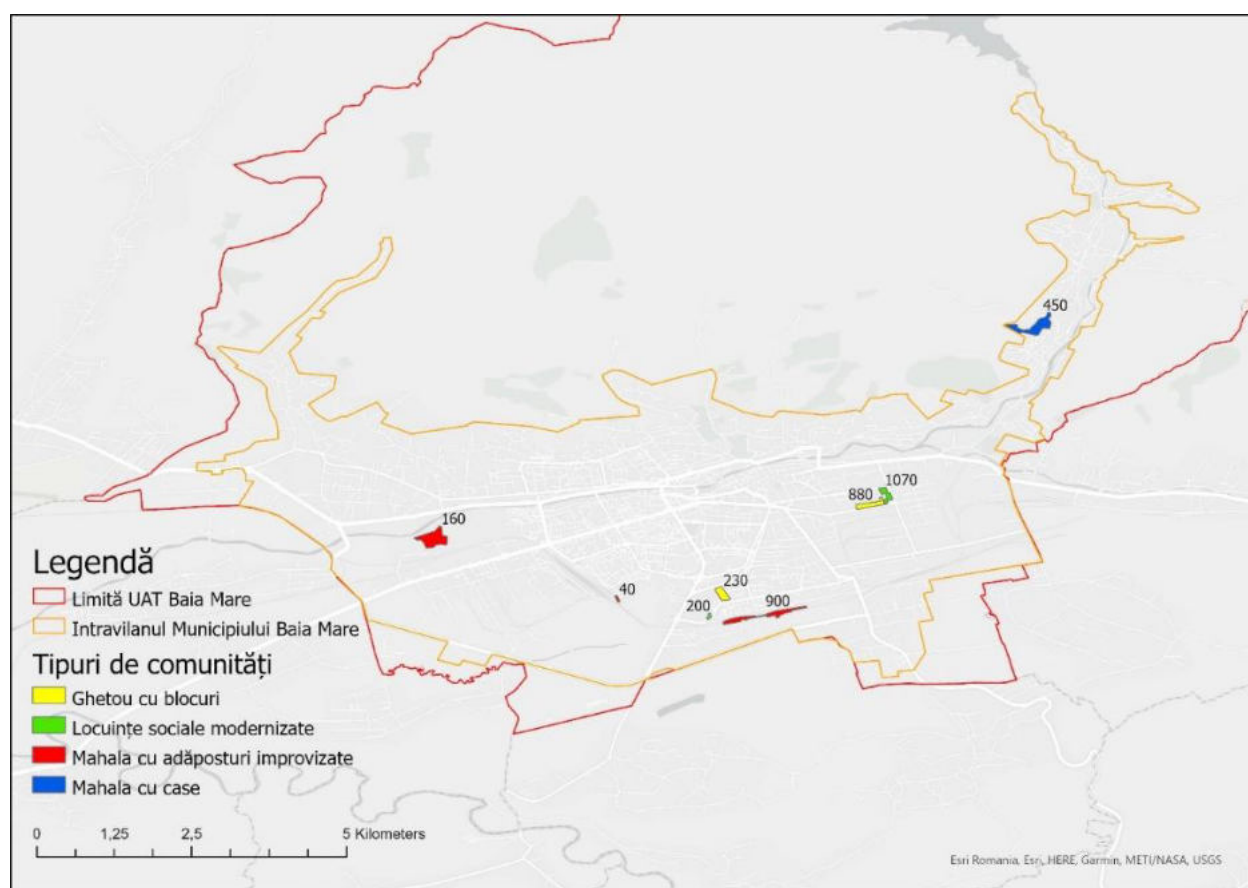 450
1070
880
160
40
230
200
900
Legendă
Limită UAT Baia Mare
Intravilanul Municipiului Baia Mare
Tipuri de comunități
Ghetou cu blocuri
Locuințe sociale modernizate
Mahala cu adăposturi improvizate
Mahala cu case
0 1,25 2,5 5 Kilometers
Esri Romania, Esri, HERE, Garmin, METI/NASA, USGS